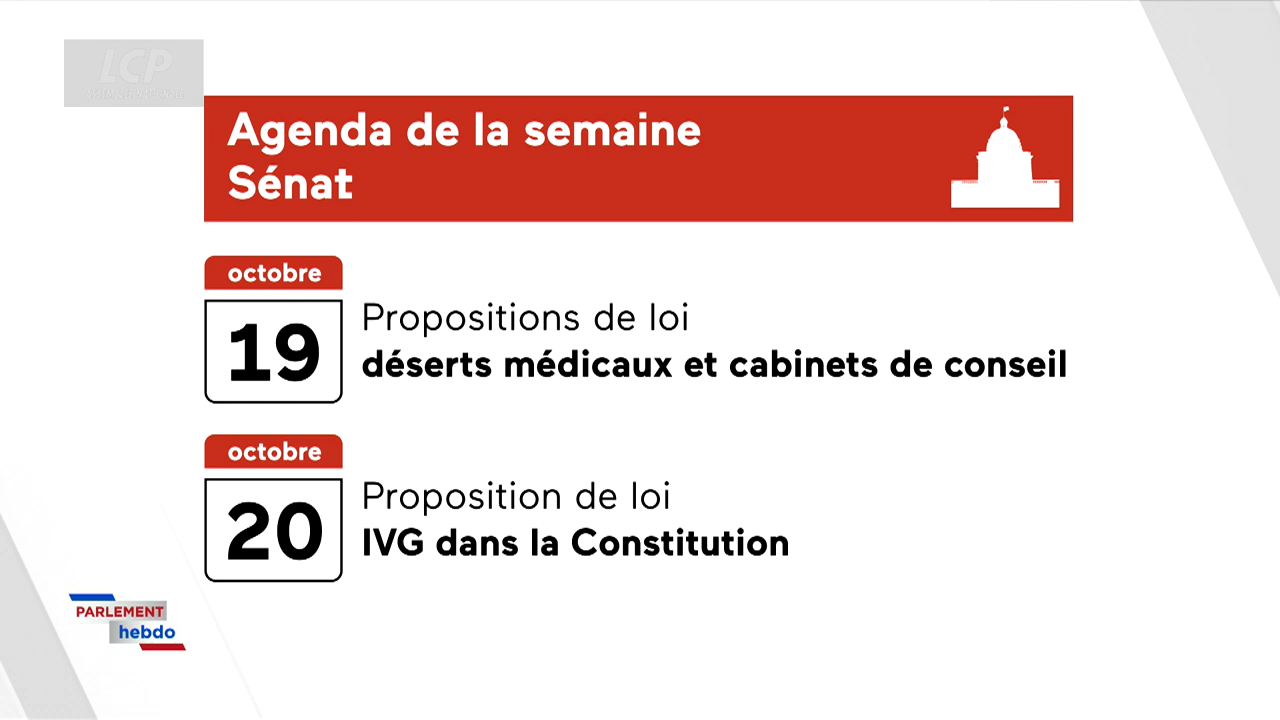 LCP
Agenda de la semaine
Sénat
octobre
19
Propositions de loi
déserts médicaux et cabinets de conseil
octobre
20
Proposition de loi
IVG dans la Constitution
PARLEMENT
hebdo